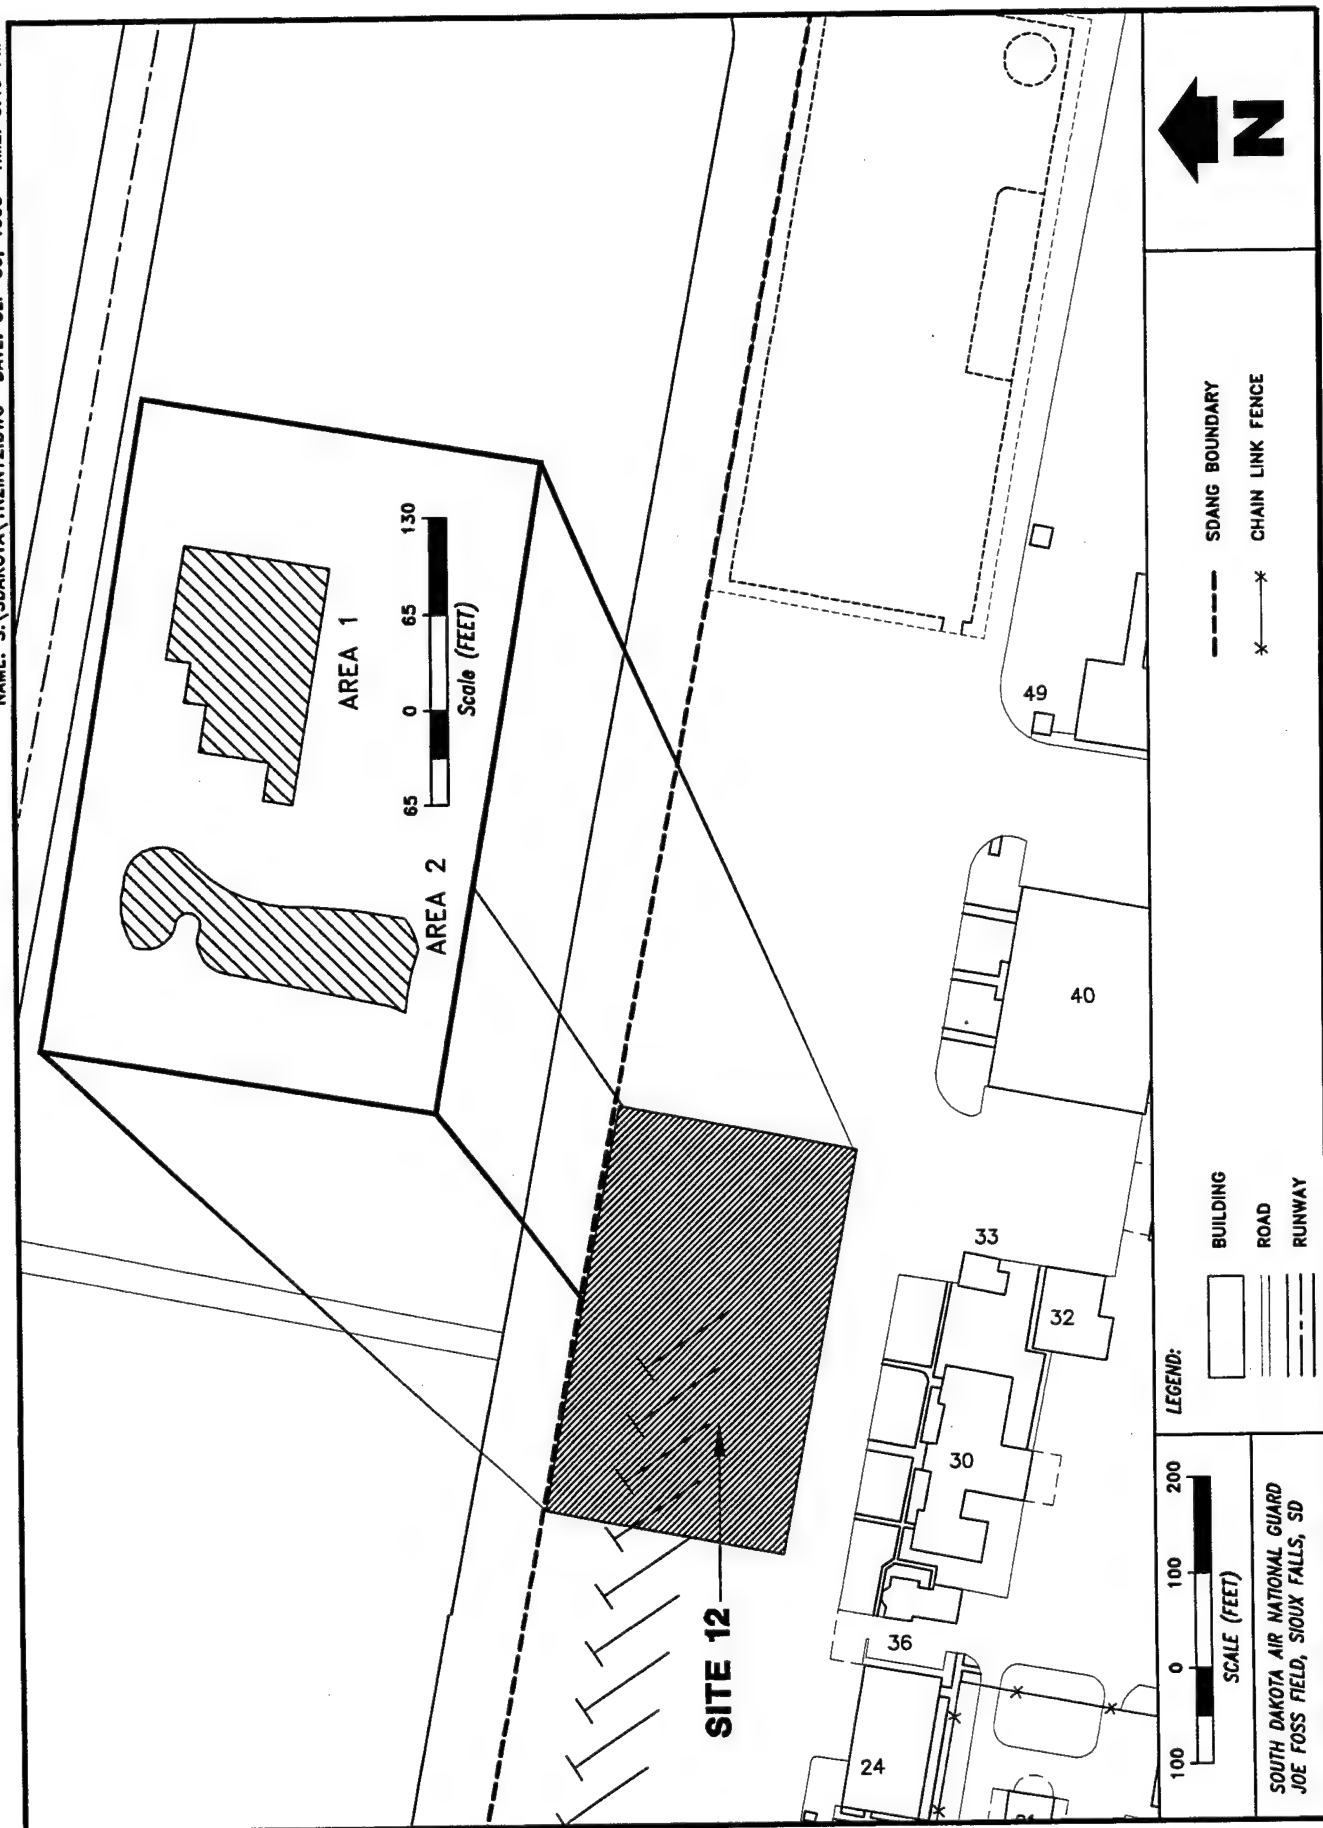 AREA 1
AREA 2
65 0 65 130
Scale (FEET)
SITE 12
49
40
33
32
30
36
24
N
LEGEND:
BUILDING
ROAD
RUNWAY
SDANG BOUNDARY
CHAIN LINK FENCE
100 0 100 200
SCALE (FEET)
SOUTH DAKOTA AIR NATIONAL GUARD
JOE FOSS FIELD, SIOUX FALLS, SD